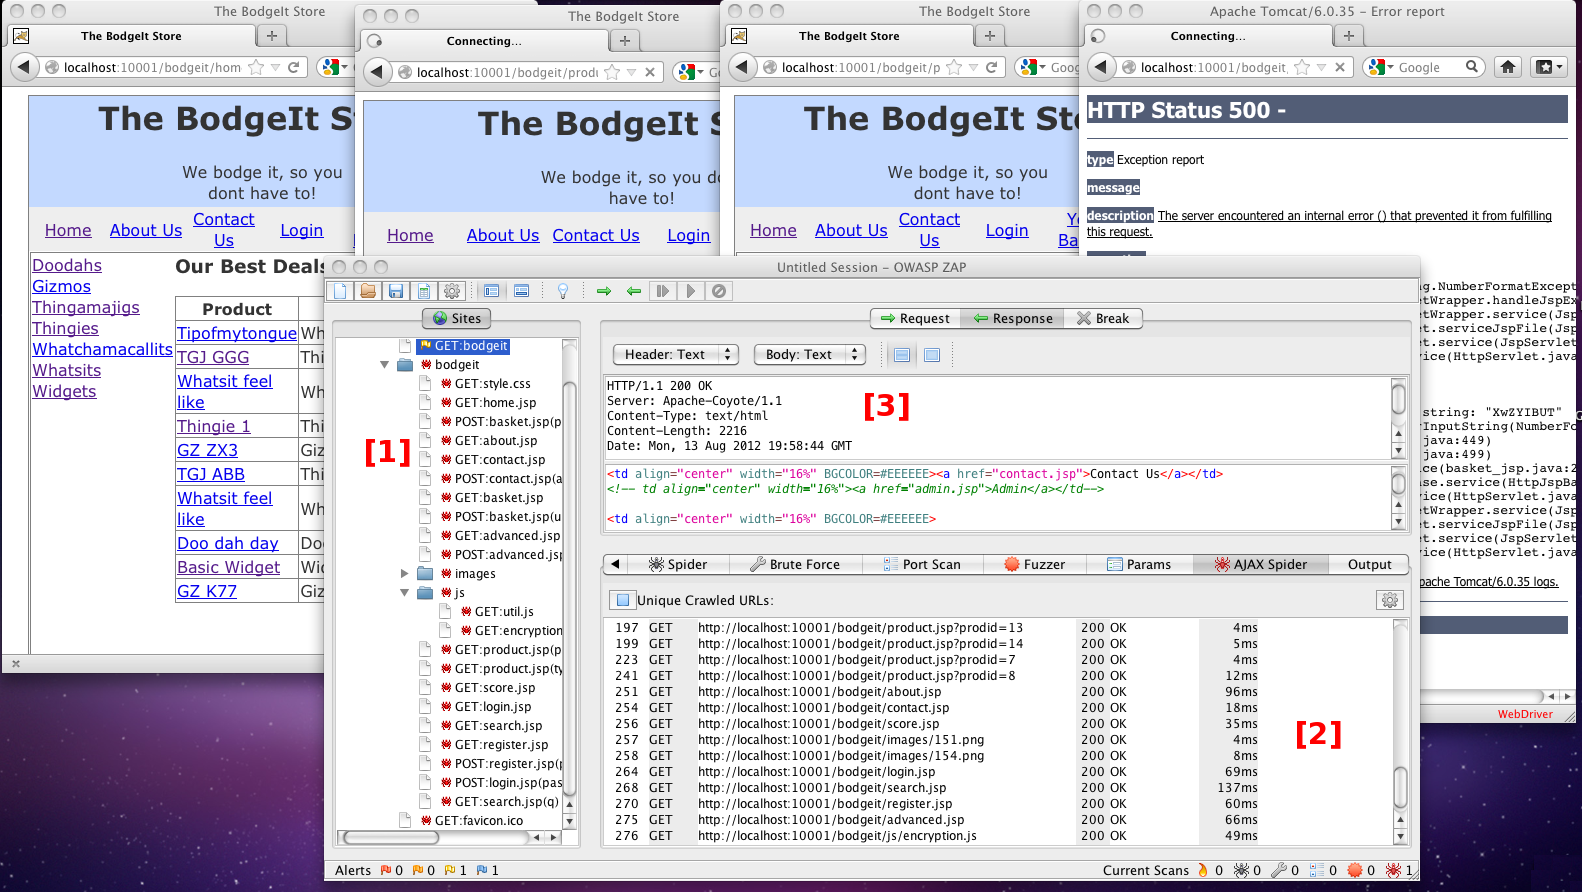 The BodgeIt Store
The BodgeIt Store
The BodgeIt Store
Apache Tomcat/6.0.35 - Error report
The BodgeIt Store
Connecting...
The BodgeIt Store
Connecting...
localhost:10001/bodgeit/hom
localhost:10001/bodgeit/produ
localhost:10001/bodgeit/p
localhost:10001/bodgeit
Google
The BodgeIt S
We bodge it, so you
dont have to!
Home About Us Contact Us Login
Doodahs
Gizmos
Thingamajigs
Thingies
Whatchamacallits
Whatsits
Widgets
Our Best Deals
Product
Tipofmytongue Wh
TGJ GGG Thi
Whatsit feel
like Wh
Thingie 1 Thi
GZ ZX3 Giz
TGJ ABB Thi
Whatsit feel
like Wh
Doo dah day Do
Basic Widget Wid
GZ K77 Giz
The BodgeIt S
We bodge it, so you do
have to!
Home About Us Contact Us Login
The BodgeIt Sto
We bodge it, so you
dont have to!
Home About Us Contact Us Login Yo
Ba
HTTP Status 500 -
type Exception report
message
description The server encountered an internal error () that prevented it from fulfilling
this request.
ng.NumberFormatExcept
etWrapper.handleJspEx
etWrapper.service(Jsp
et.serviceJspFile(Jsp
et.service(JspServlet
vice(HttpServlet.java
string: "XwZYIBUT"
rInputString(NumberFo
java:449)
java:499)
ce(basket_jsp.java:2
ase.service(HttpJspBa
vice(HttpServlet.java
etWrapper.service(Jsp
et.serviceJspFile(Jsp
et.service(JspServlet
vice(HttpServlet.java
pache Tomcat/6.0.35 logs.
WebDriver
Untitled Session - OWASP ZAP
Sites
GET:bodgeit
bodgeit
GET:style.css
GET:home.jsp
POST:basket.jsp(p
GET:about.jsp
GET:contact.jsp
POST:contact.jsp(a
GET:basket.jsp
POST:basket.jsp(u
GET:advanced.jsp
POST:advanced.jsp
images
js
GET:util.js
GET:encryption
GET:product.jsp(p
GET:product.jsp(ty
GET:score.jsp
GET:login.jsp
GET:search.jsp
GET:register.jsp
POST:register.jsp(p
POST:login.jsp(pas
GET:search.jsp(q)
GET:favicon.ico
[1]
Request Response Break
Header: Text Body: Text
HTTP/1.1 200 OK
Server: Apache-Coyote/1.1
Content-Type: text/html
Content-Length: 2216
Date: Mon, 13 Aug 2012 19:58:44 GMT
[3]
<td align="center" width="16%" BGCOLOR=#EEEEEE><a href="contact.jsp">Contact Us</a></td>
<!-- td align="center" width="16%"><a href="admin.jsp">Admin</a></td-->
<td align="center" width="16%" BGCOLOR=#EEEEEE>
Spider Brute Force Port Scan Fuzzer Params AJAX Spider Output
Unique Crawled URLs:
197 GET http://localhost:10001/bodgeit/product.jsp?prodid=13 200 OK 4ms
199 GET http://localhost:10001/bodgeit/product.jsp?prodid=14 200 OK 5ms
223 GET http://localhost:10001/bodgeit/product.jsp?prodid=7 200 OK 4ms
241 GET http://localhost:10001/bodgeit/product.jsp?prodid=8 200 OK 12ms
251 GET http://localhost:10001/bodgeit/about.jsp 200 OK 96ms
254 GET http://localhost:10001/bodgeit/contact.jsp 200 OK 18ms
256 GET http://localhost:10001/bodgeit/score.jsp 200 OK 35ms
257 GET http://localhost:10001/bodgeit/images/151.png 200 OK 4ms
258 GET http://localhost:10001/bodgeit/images/154.png 200 OK 8ms
264 GET http://localhost:10001/bodgeit/login.jsp 200 OK 69ms
268 GET http://localhost:10001/bodgeit/search.jsp 200 OK 137ms
270 GET http://localhost:10001/bodgeit/register.jsp 200 OK 60ms
275 GET http://localhost:10001/bodgeit/advanced.jsp 200 OK 66ms
276 GET http://localhost:10001/bodgeit/js/encryption.js 200 OK 49ms
[2]
Alerts 0 0 1 1
Current Scans 0 0 0 0 0 1